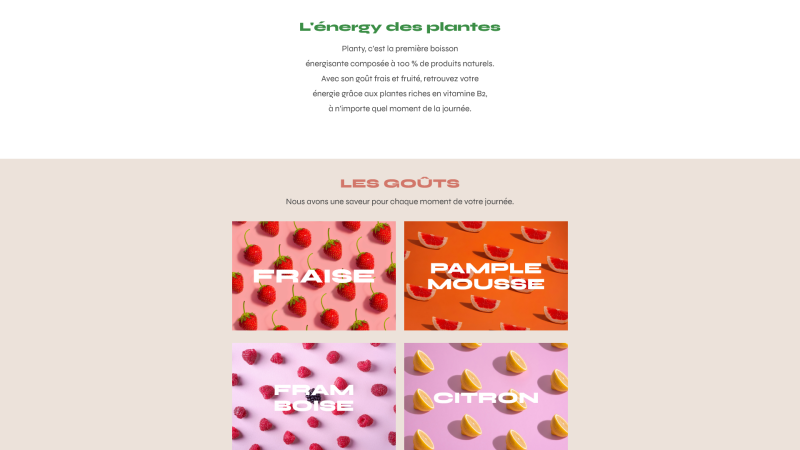 L'énergy des plantes
Planty, c'est la première boisson
énergisante composée à 100 % de produits naturels.
Avec son goût frais et fruité, retrouvez votre
énergie grâce aux plantes riches en vitamine B2,
à n'importe quel moment de la journée.
LES GOÛTS
Nous avons une saveur pour chaque moment de votre journée.
FRAISE
PAMPLE
MOUSSE
FRAM
BOISE
CITRON